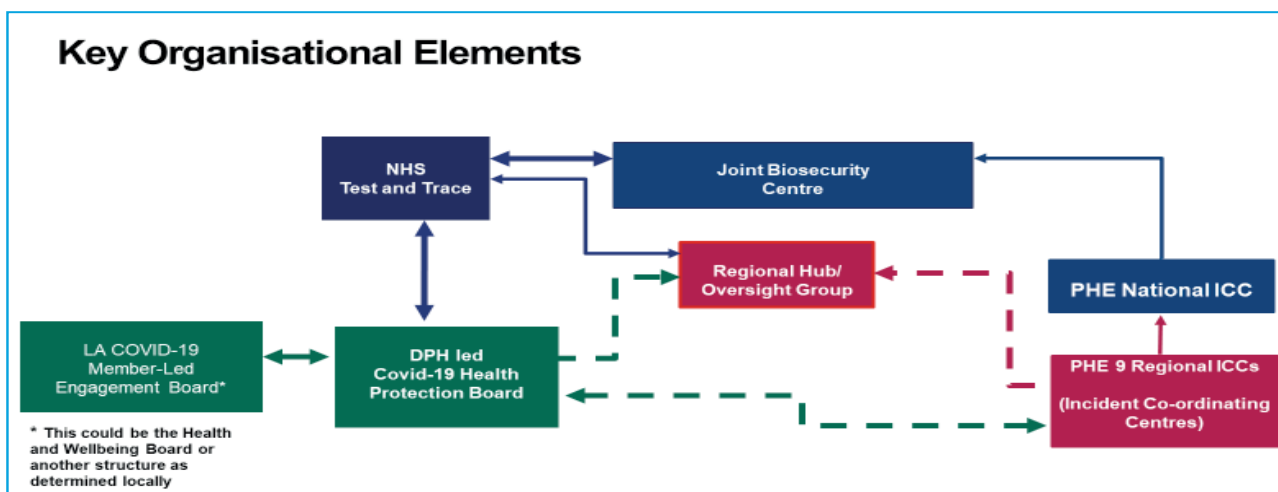 Key Organisational Elements
NHS
Test and Trace
Joint Biosecurity
Centre
Regional Hub/
Oversight Group
PHE National ICC
LA COVID-19
Member-Led
Engagement Board*
DPH led
Covid-19 Health
Protection Board
PHE 9 Regional ICCs
(Incident Co-ordinating
Centres)
* This could be the Health
and Wellbeing Board or
another structure as
determined locally